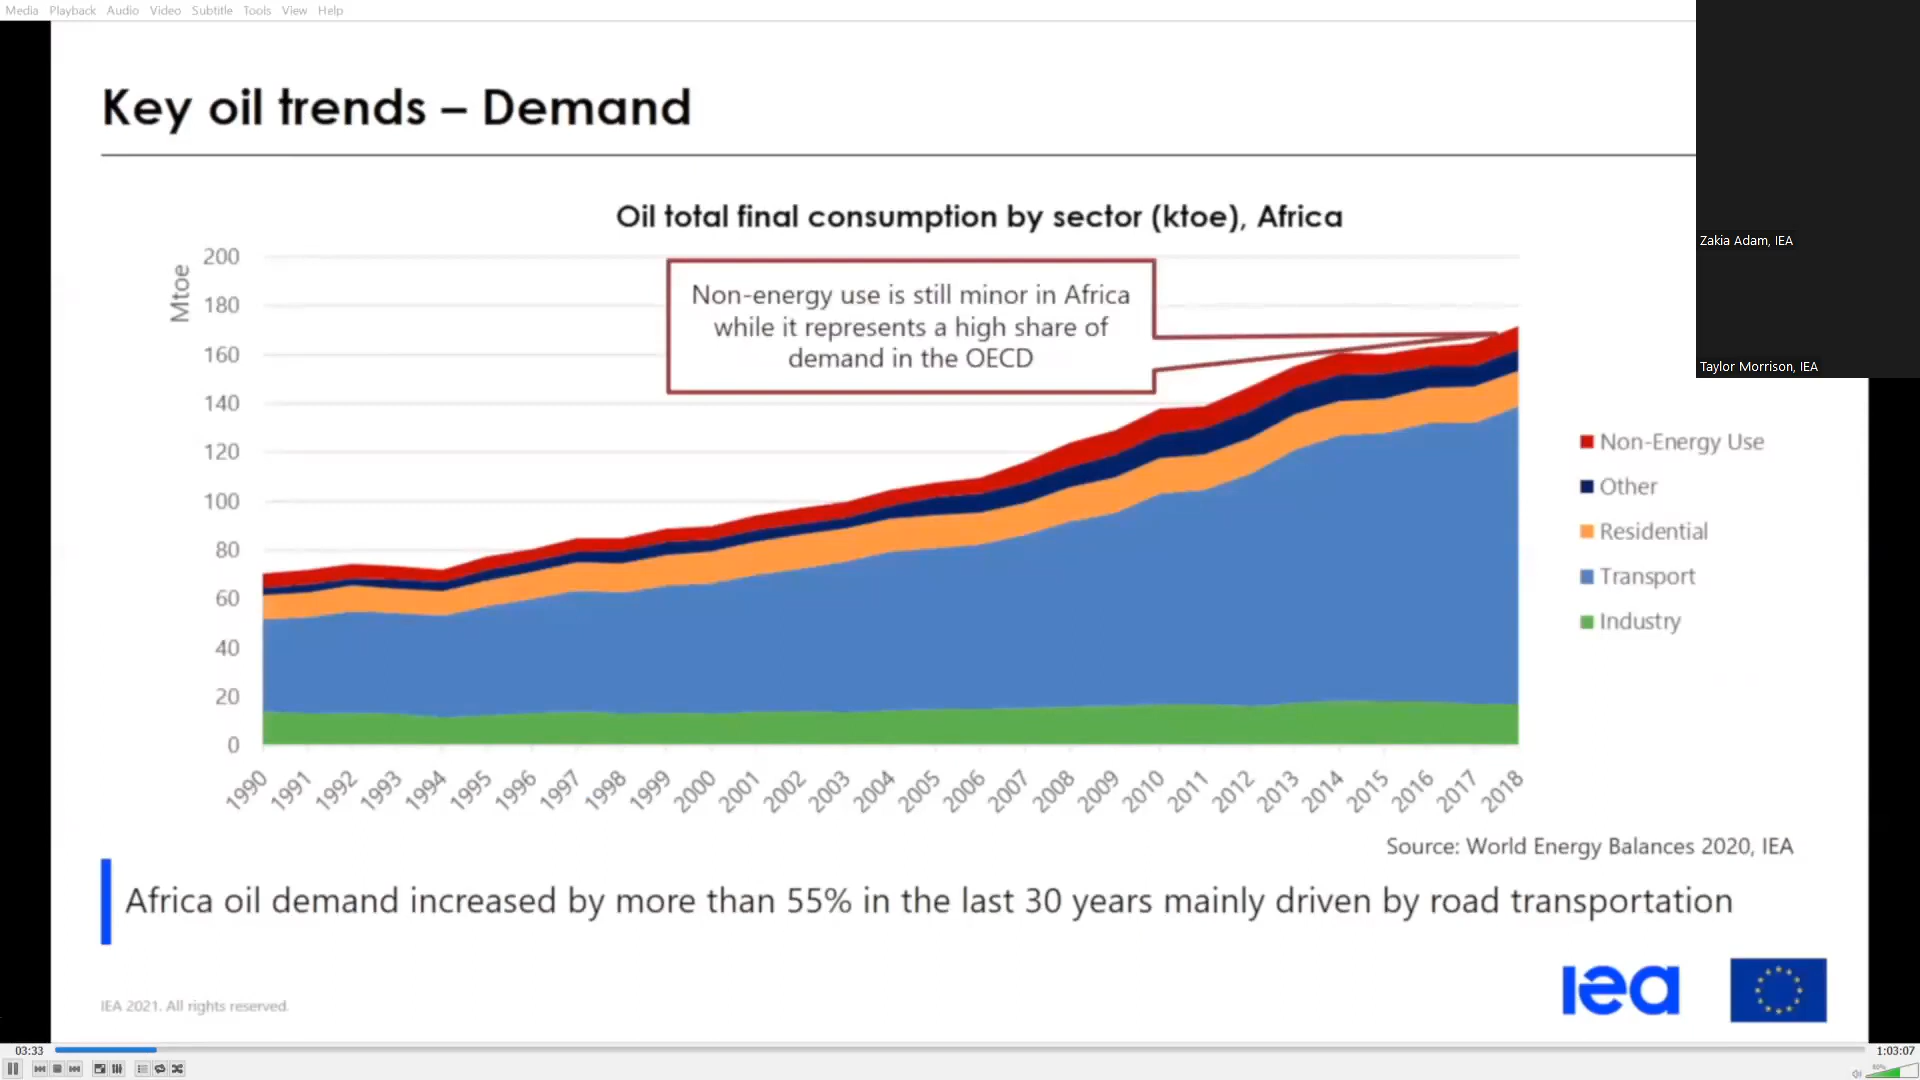 Media Playback Audio Video Subtitle Tools View Help
Key oil trends – Demand
Zakia Adam, IEA
Taylor Morrison, IEA
Oil total final consumption by sector (ktoe), Africa
Mtoe
200
180
160
140
120
100
80
60
40
20
0
Non-energy use is still minor in Africa
while it represents a high share of
demand in the OECD
Non-Energy Use
Other
Residential
Transport
Industry
1990 1991 1992 1993 1994 1995 1996 1997 1998 1999 2000 2001 2002 2003 2004 2005 2006 2007 2008 2009 2010 2011 2012 2013 2014 2015 2016 2017 2018
Source: World Energy Balances 2020, IEA
Africa oil demand increased by more than 55% in the last 30 years mainly driven by road transportation
IEA 2021. All rights reserved.
iea
03:33
1:03:07
80%